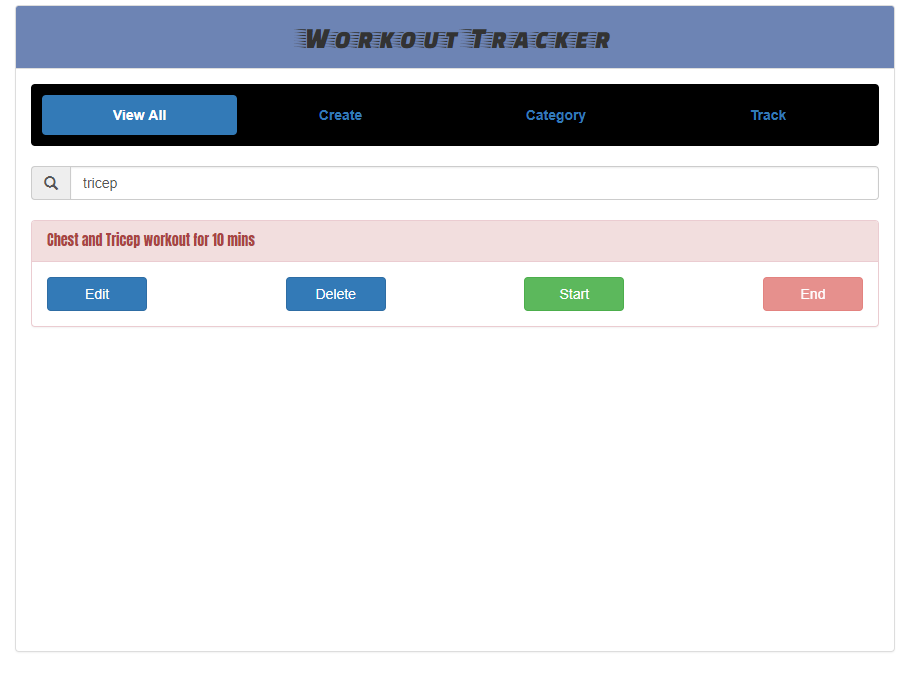 Workout Tracker
View All Create Category Track
tricep
Chest and Tricep workout for 10 mins
Edit Delete Start End